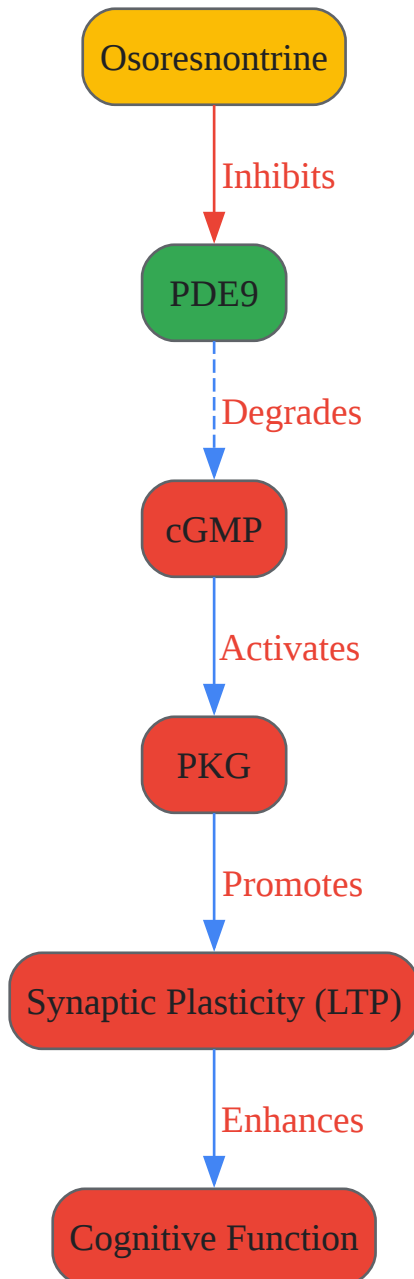 Osoresnontrine
Inhibits
PDE9
Degrades
cGMP
Activates
PKG
Promotes
Synaptic Plasticity (LTP)
Enhances
Cognitive Function